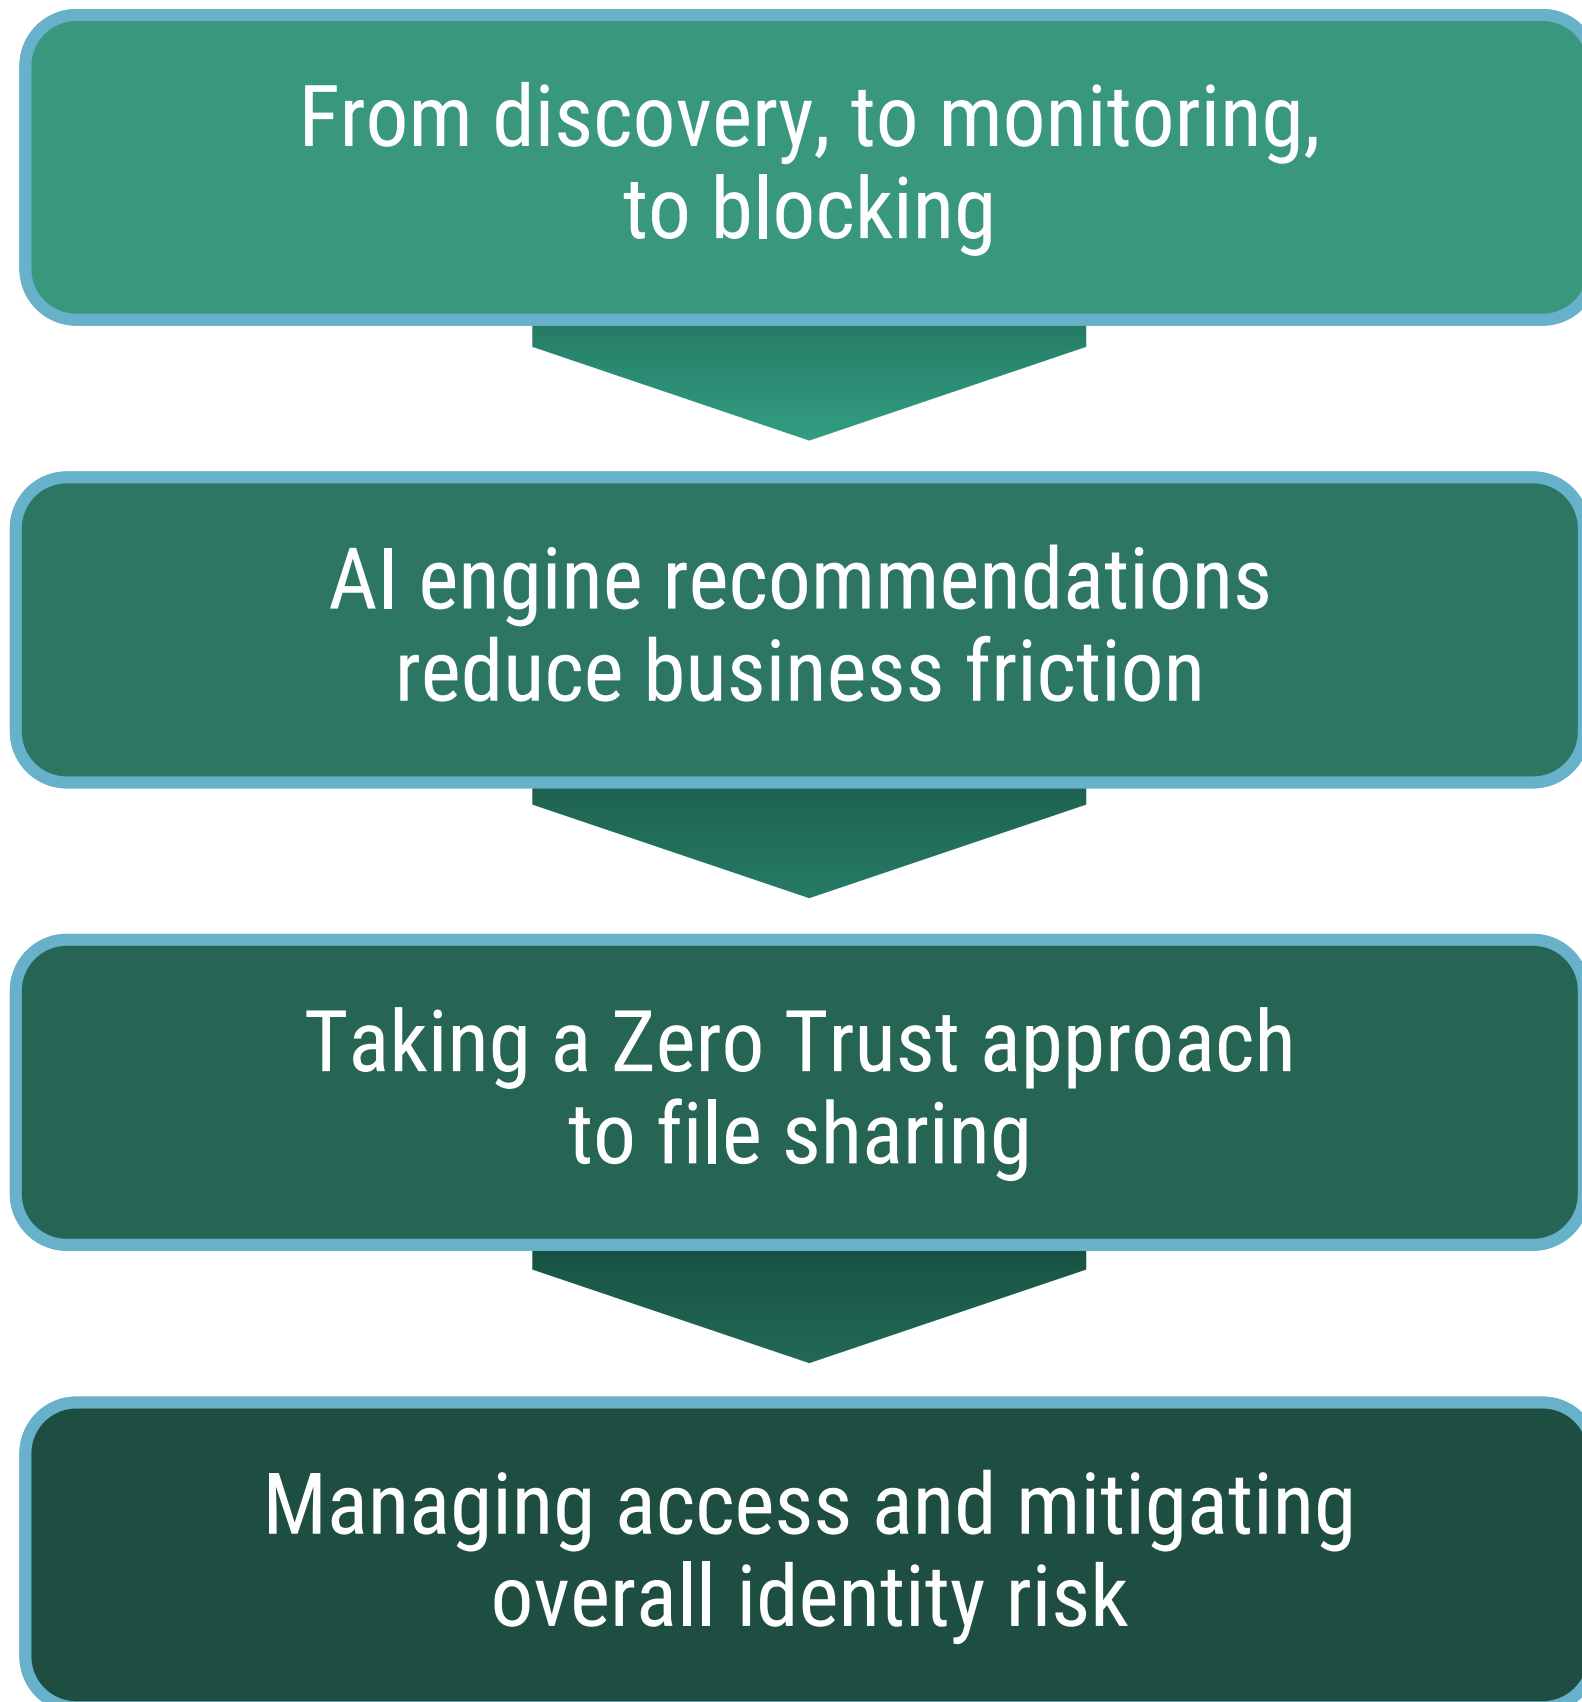 From discovery, to monitoring,
to blocking
AI engine recommendations
reduce business friction
Taking a Zero Trust approach
to file sharing
Managing access and mitigating
overall identity risk